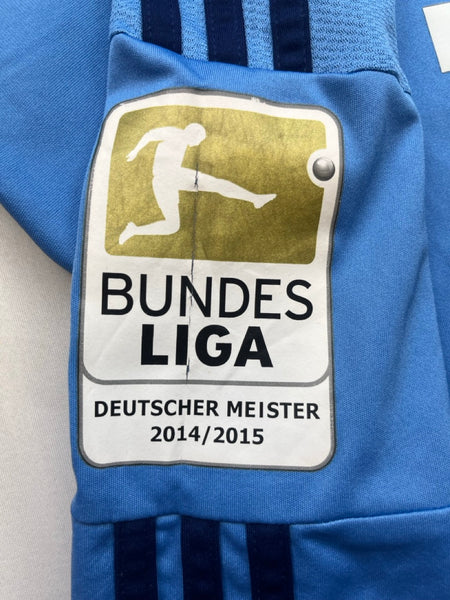 BUNDES
LIGA
DEUTSCHER MEISTER
2014/2015